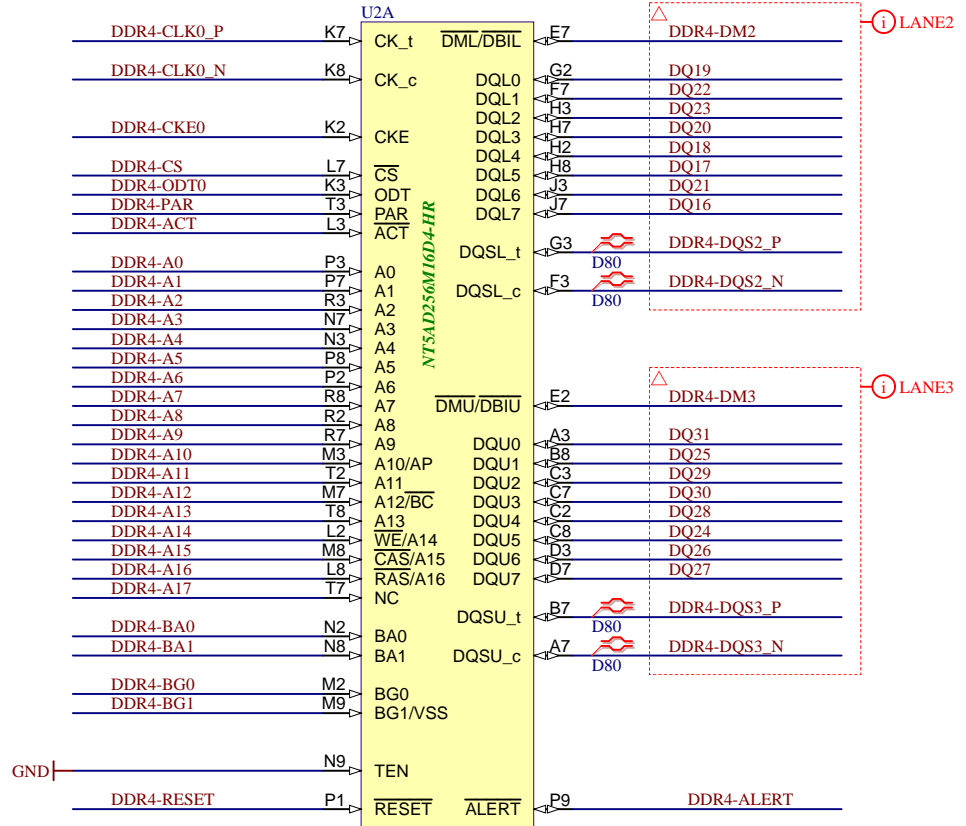 U2A
DDR4-CLK0_P K7 CK_t DML/DBIL E7 DDR4-DM2 LANE2
DDR4-CLK0_N K8 CK_c DQL0 G2 DQ19
DQL1 F7 DQ22
DQL2 H3 DQ23
DDR4-CKE0 K2 CKE DQL3 H7 DQ20
DQL4 H2 DQ18
DDR4-CS L7 CS DQL5 H8 DQ17
DDR4-ODT0 K3 ODT DQL6 J3 DQ21
DDR4-PAR T3 PAR DQL7 J7 DQ16
DDR4-ACT L3 ACT
DQSL_t G3 D80 DDR4-DQS2_P
DDR4-A0 P3 A0
DDR4-A1 P7 A1 DQSL_c F3 D80 DDR4-DQS2_N
DDR4-A2 R3 A2
DDR4-A3 N7 A3
DDR4-A4 N3 A4
NT5AD256M16D4-HR
DDR4-A5 P8 A5
DDR4-A6 P2 A6
DDR4-A7 R8 A7 DMU/DBIU E2 DDR4-DM3 LANE3
DDR4-A8 R2 A8
DDR4-A9 R7 A9 DQU0 A3 DQ31
DDR4-A10 M3 A10/AP DQU1 B8 DQ25
DDR4-A11 T2 A11 DQU2 C3 DQ29
DDR4-A12 M7 A12/BC DQU3 C7 DQ30
DDR4-A13 T8 A13 DQU4 C2 DQ28
DDR4-A14 L2 WE/A14 DQU5 C8 DQ24
DDR4-A15 M8 CAS/A15 DQU6 D3 DQ26
DDR4-A16 L8 RAS/A16 DQU7 D7 DQ27
DDR4-A17 T7 NC
DQSU_t B7 D80 DDR4-DQS3_P
DDR4-BA0 N2 BA0
DDR4-BA1 N8 BA1 DQSU_c A7 D80 DDR4-DQS3_N
DDR4-BG0 M2 BG0
DDR4-BG1 M9 BG1/VSS
GND N9 TEN
DDR4-RESET P1 RESET ALERT P9 DDR4-ALERT